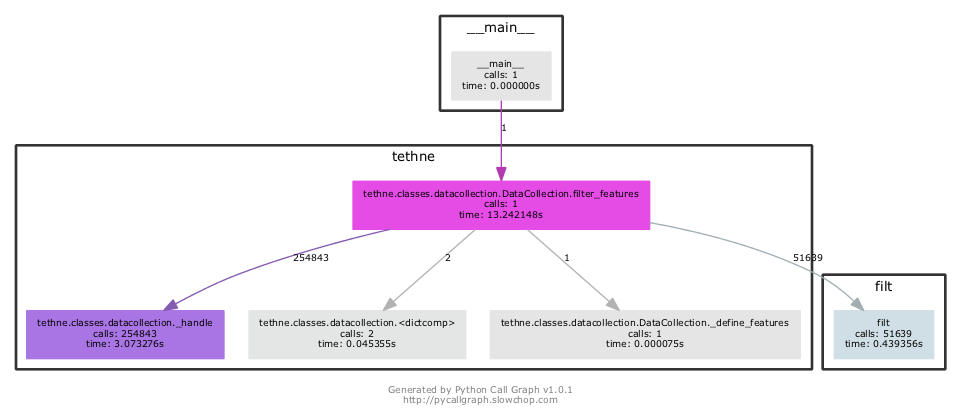 __main__
__main__
calls: 1
time: 0.000000s
1
tethne
tethne.classes.datacollection.DataCollection.filter_features
calls: 1
time: 13.242148s
254843
2
1
51639
filt
tethne.classes.datacollection._handle
calls: 254843
time: 3.073276s
tethne.classes.datacollection.<dictcomp>
calls: 2
time: 0.045355s
tethne.classes.datacollection.DataCollection._define_features
calls: 1
time: 0.000075s
filt
calls: 51639
time: 0.439356s
Generated by Python Call Graph v1.0.1
http://pycallgraph.slowchop.com